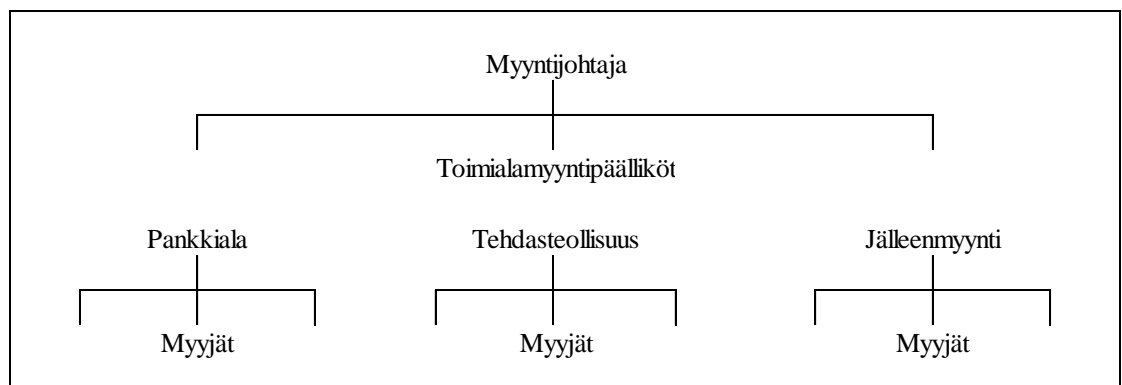 Myyntijohtaja
Toimialamyyntipäälliköt
Pankkiala Tehdasteollisuus Jälleenmyynti
Myyjät Myyjät Myyjät